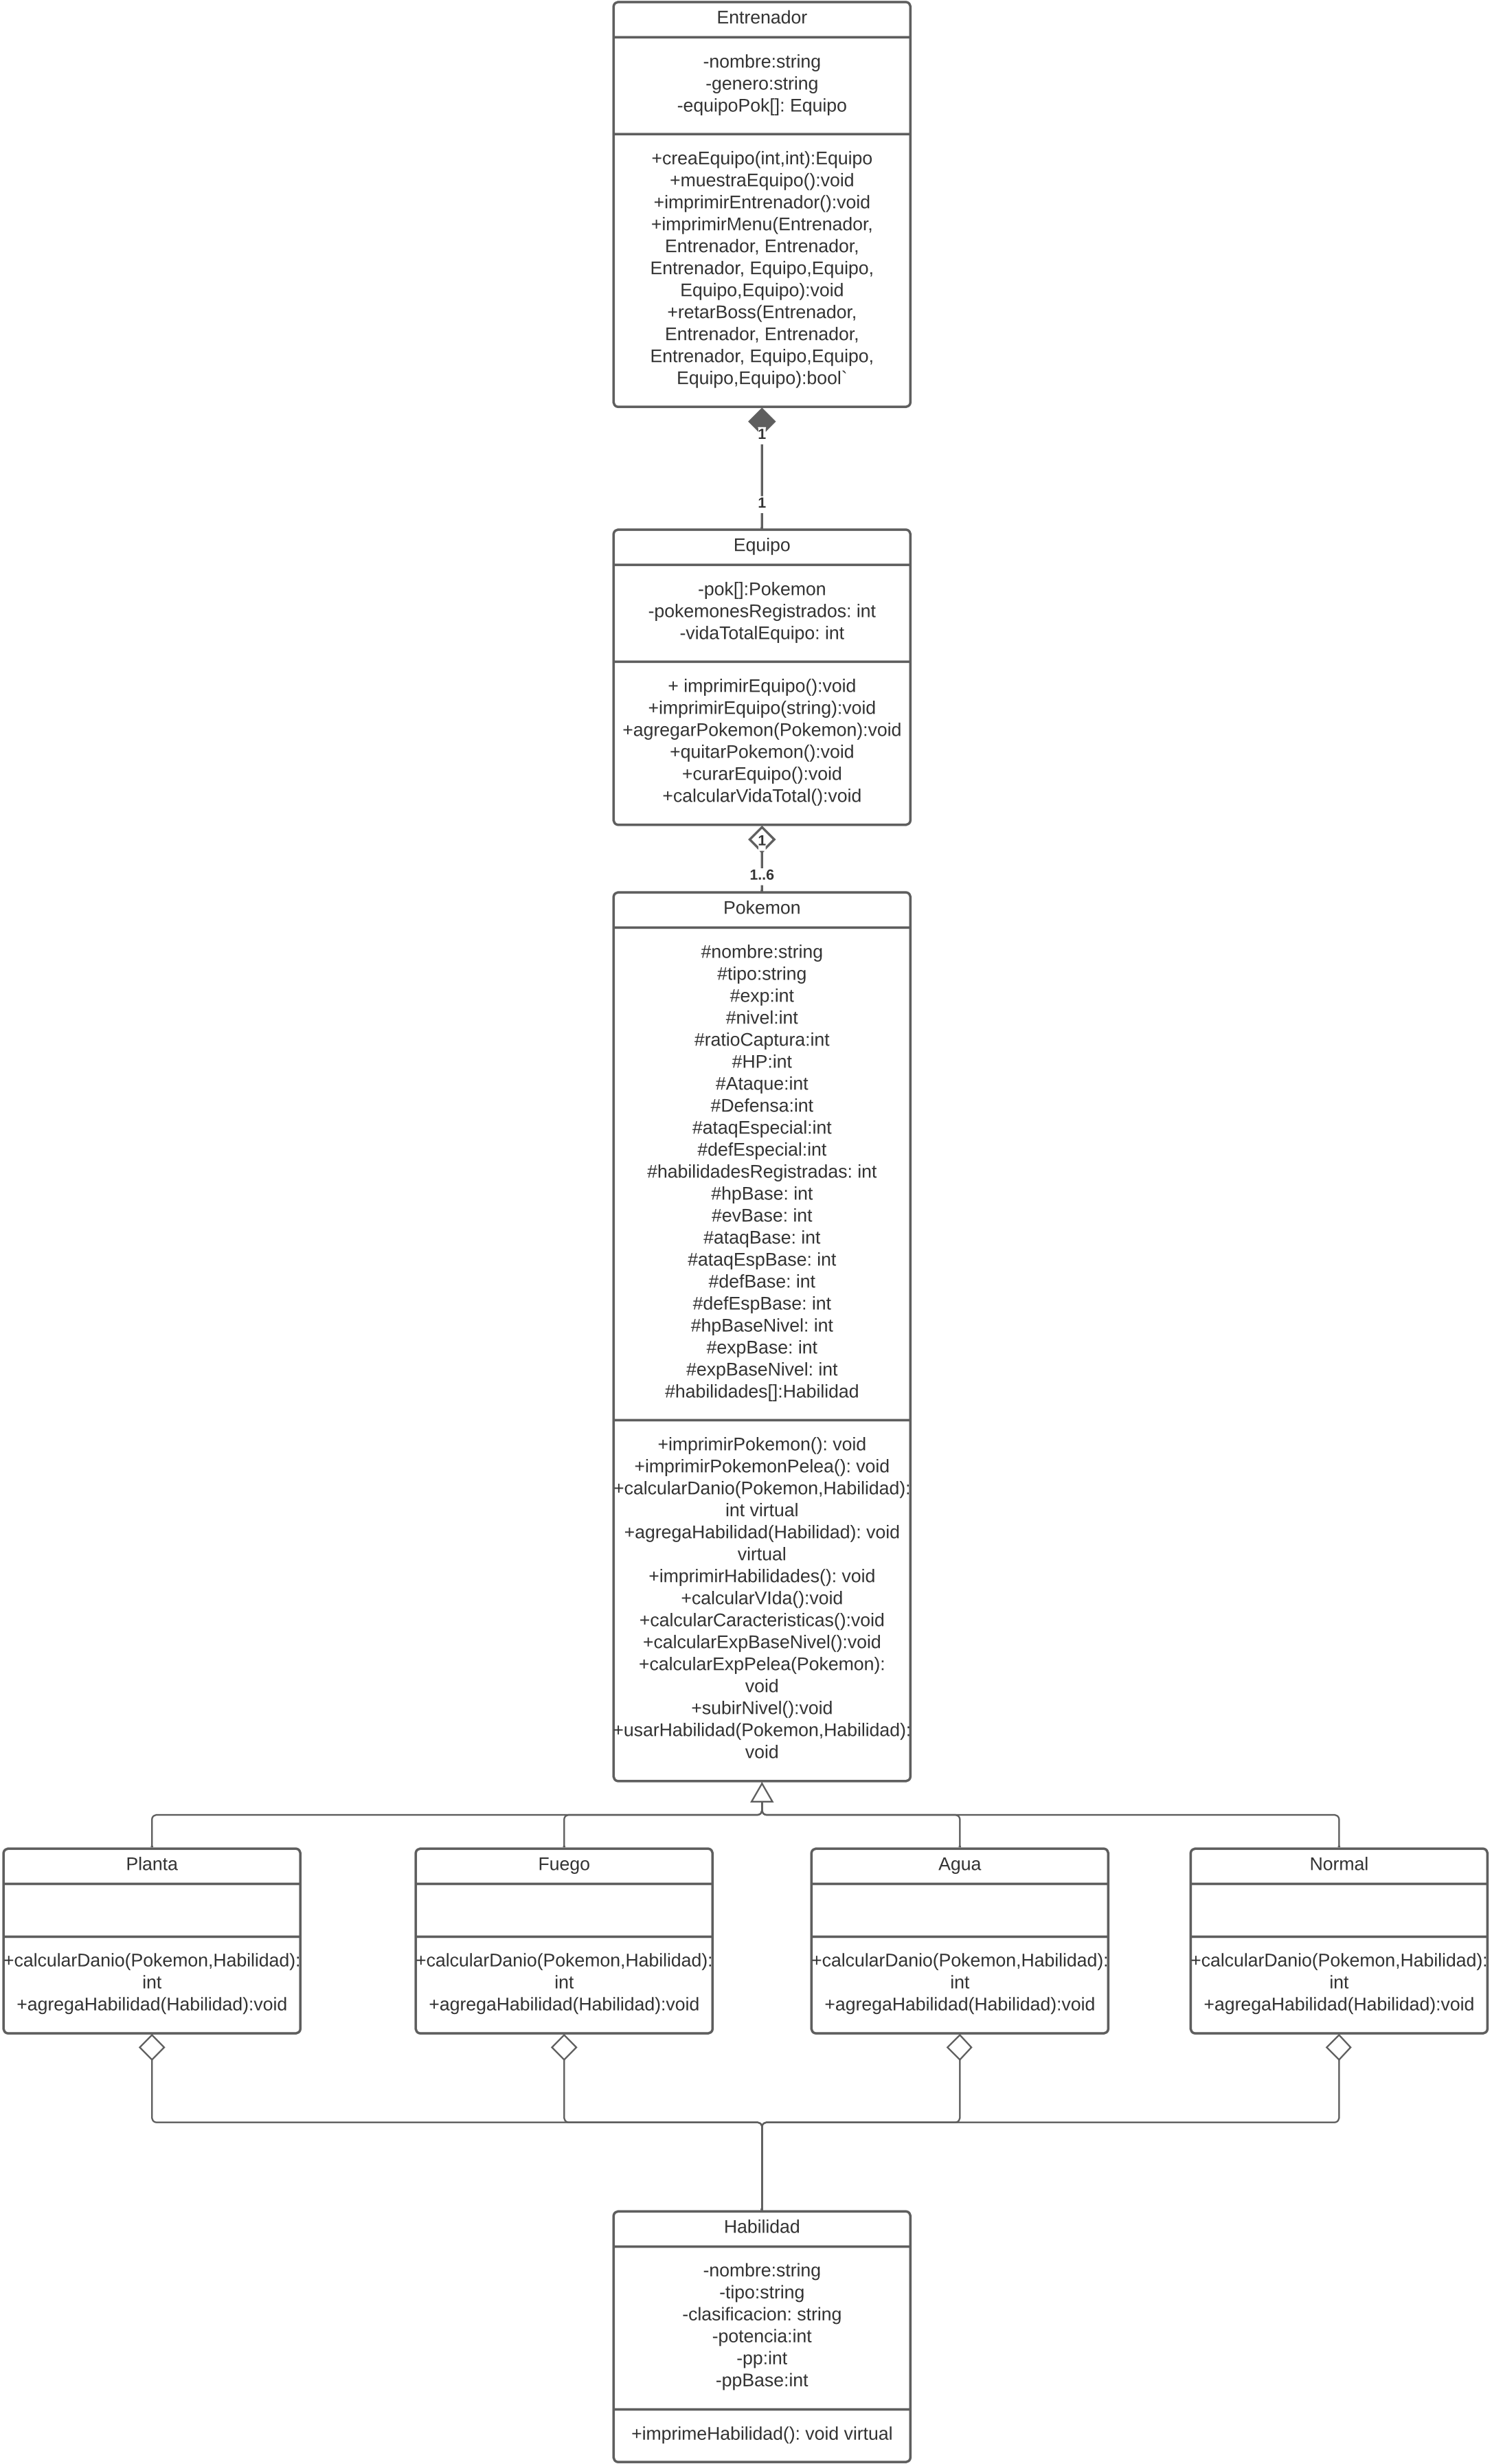 Entrenador
-nombre:string
-genero:string
-equipoPok[]: Equipo
+creaEquipo(int,int):Equipo
+muestraEquipo():void
+imprimirEntrenador():void
+imprimirMenu(Entrenador,
Entrenador, Entrenador,
Entrenador, Equipo,Equipo,
Equipo,Equipo):void
+retarBoss(Entrenador,
Entrenador, Entrenador,
Entrenador, Equipo,Equipo,
Equipo,Equipo):bool`
1
1
Equipo
-pok[]:Pokemon
-pokemonesRegistrados: int
-vidaTotalEquipo: int
+ imprimirEquipo():void
+imprimirEquipo(string):void
+agregarPokemon(Pokemon):void
+quitarPokemon():void
+curarEquipo():void
+calcularVidaTotal():void
1
1..6
Pokemon
#nombre:string
#tipo:string
#exp:int
#nivel:int
#ratioCaptura:int
#HP:int
#Ataque:int
#Defensa:int
#ataqEspecial:int
#defEspecial:int
#habilidadesRegistradas: int
#hpBase: int
#evBase: int
#ataqBase: int
#ataqEspBase: int
#defBase: int
#defEspBase: int
#hpBaseNivel: int
#expBase: int
#expBaseNivel: int
#habilidades[]:Habilidad
+imprimirPokemon(): void
+imprimirPokemonPelea(): void
+calcularDanio(Pokemon,Habilidad):
int virtual
+agregaHabilidad(Habilidad): void
virtual
+imprimirHabilidades(): void
+calcularVIda():void
+calcularCaracteristicas():void
+calcularExpBaseNivel():void
+calcularExpPelea(Pokemon):
void
+subirNivel():void
+usarHabilidad(Pokemon,Habilidad):
void
Planta
+calcularDanio(Pokemon,Habilidad):
int
+agregaHabilidad(Habilidad):void
Fuego
+calcularDanio(Pokemon,Habilidad):
int
+agregaHabilidad(Habilidad):void
Agua
+calcularDanio(Pokemon,Habilidad):
int
+agregaHabilidad(Habilidad):void
Normal
+calcularDanio(Pokemon,Habilidad):
int
+agregaHabilidad(Habilidad):void
Habilidad
-nombre:string
-tipo:string
-clasificacion: string
-potencia:int
-pp:int
-ppBase:int
+imprimeHabilidad(): void virtual